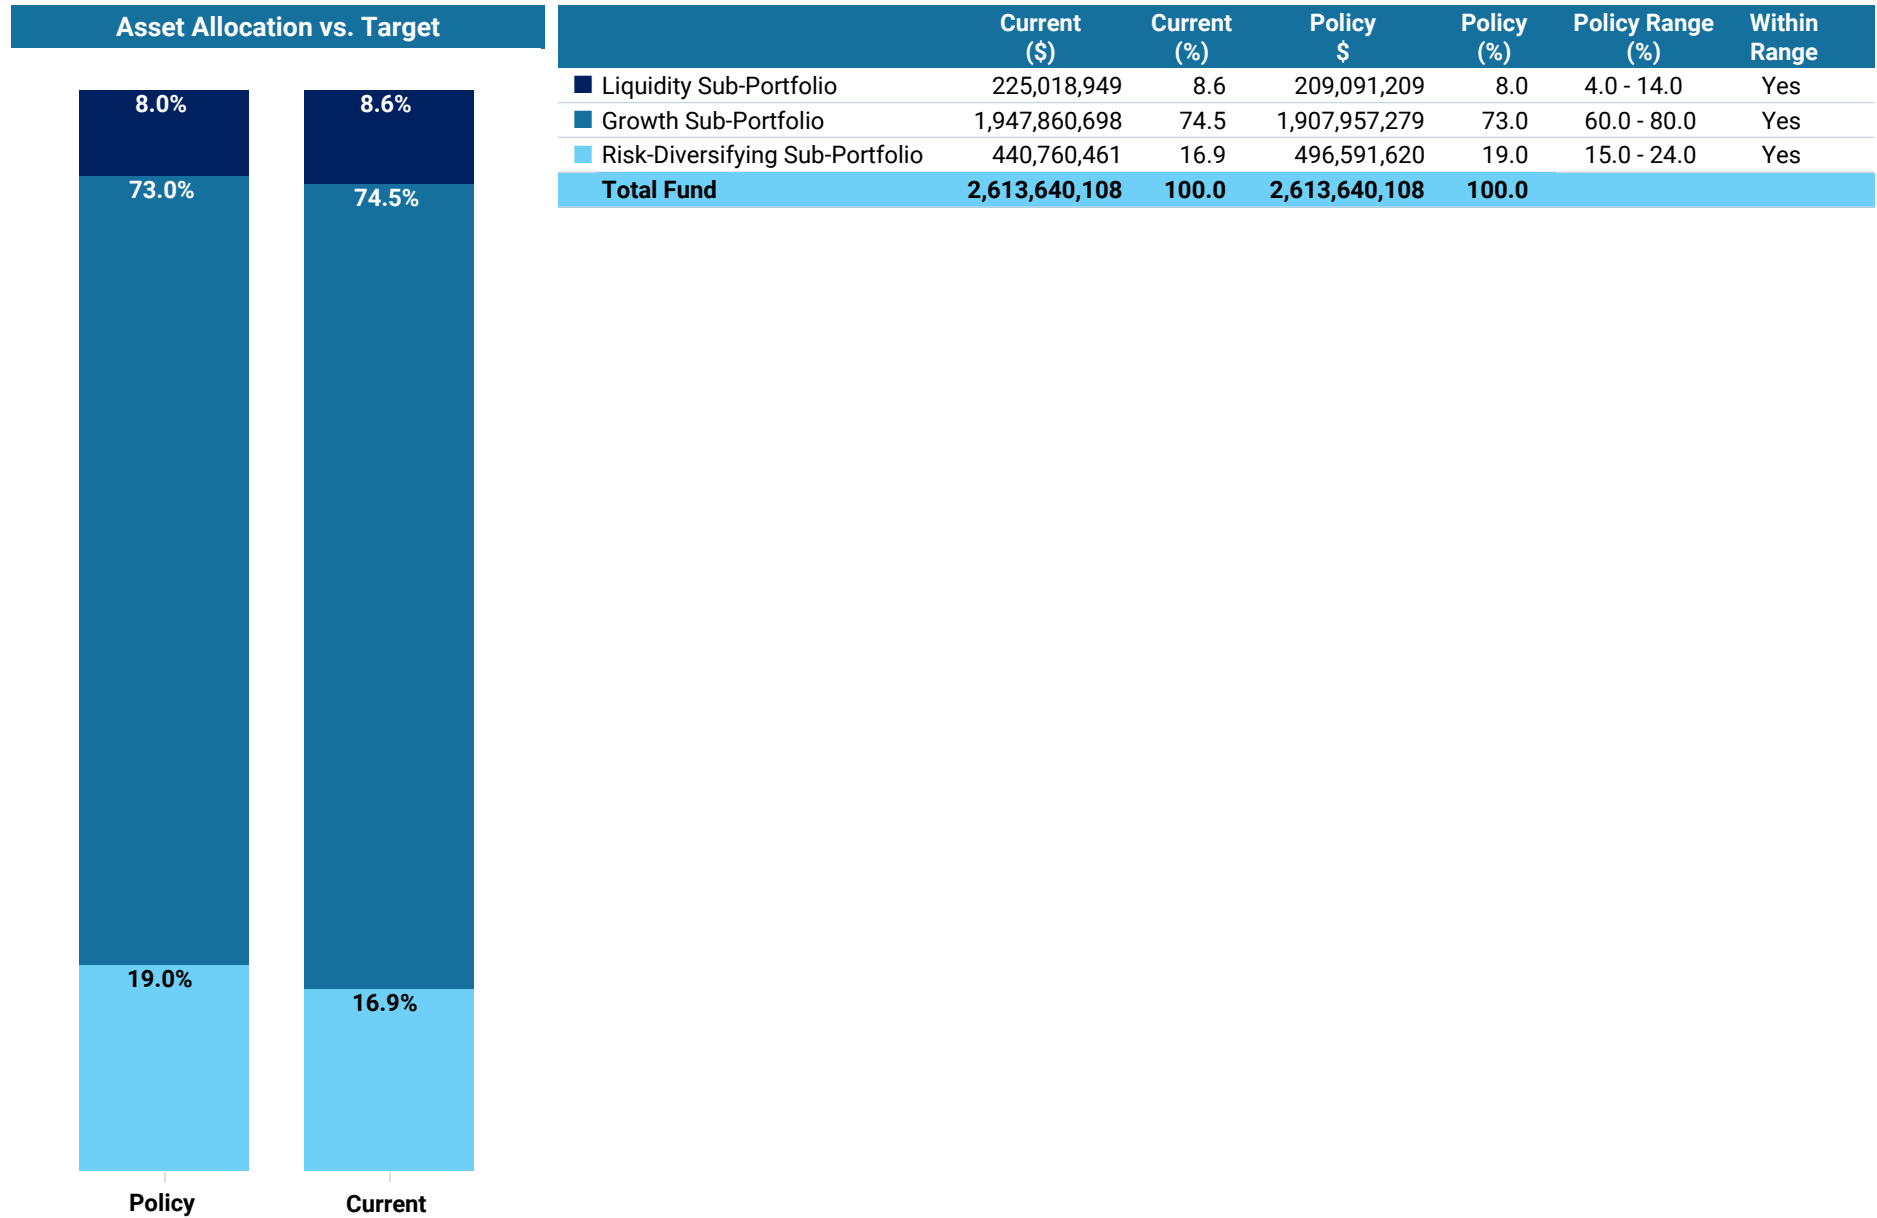 Asset Allocation vs. Target
8.0%
8.6%
73.0%
74.5%
19.0%
16.9%
Policy
Current
Current Current Policy Policy Policy Range Within
($) (%) $ (%) (%) Range
Liquidity Sub-Portfolio 225,018,949 8.6 209,091,209 8.0 4.0 - 14.0 Yes
Growth Sub-Portfolio 1,947,860,698 74.5 1,907,957,279 73.0 60.0 - 80.0 Yes
Risk-Diversifying Sub-Portfolio 440,760,461 16.9 496,591,620 19.0 15.0 - 24.0 Yes
Total Fund 2,613,640,108 100.0 2,613,640,108 100.0